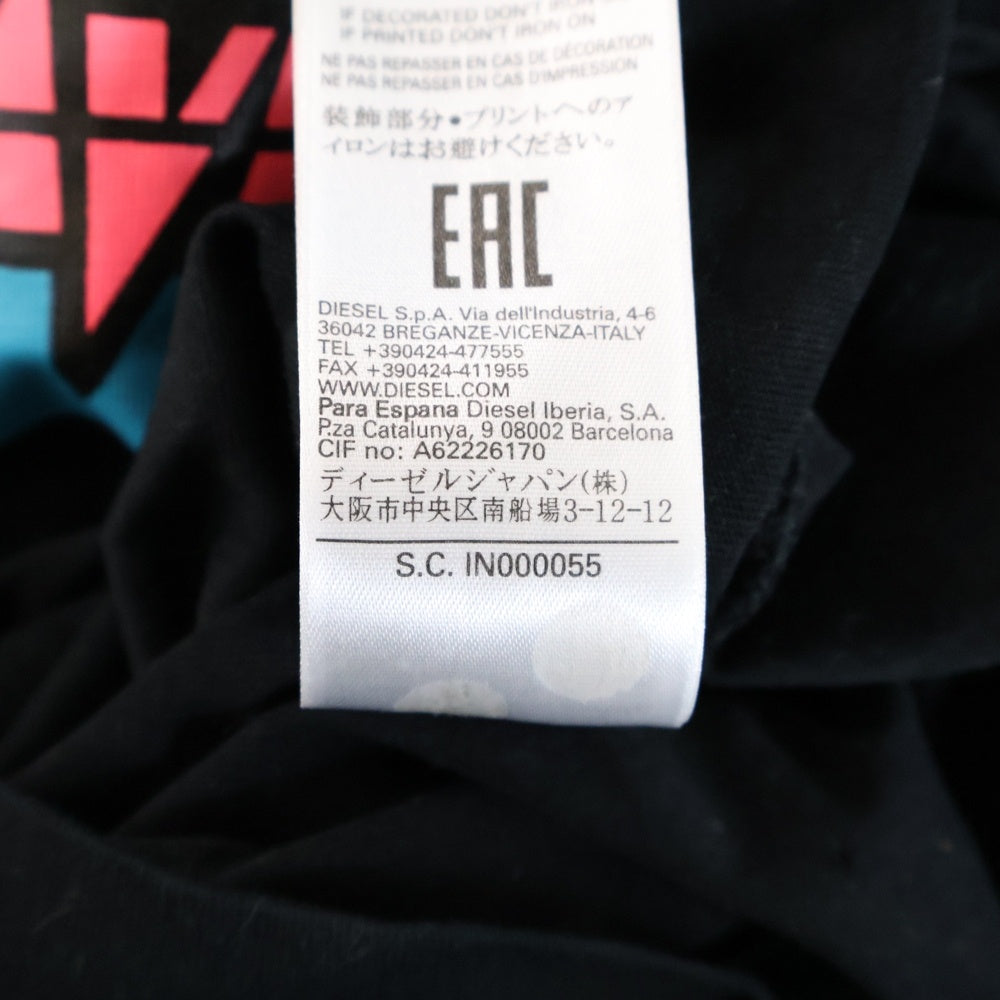 IF DECORATED DON'T IRON
IF PRINTED DON'T IRON ON
NE PAS REPASSER EN CAS DE DÉCORATION
NE PAS REPASSER EN CAS D'IMPRESSION
装飾部分・プリントへのア
イロンはお避けください。
EAC
DIESEL S.p.A. Via dell'Industria, 4-6
36042 BREGANZE-VICENZA-ITALY
TEL +390424-477555
FAX +390424-411955
WWW.DIESEL.COM
Para Espana Diesel Iberia, S.A.
P.za Catalunya, 9 08002 Barcelona
CIF no: A62226170
ディーゼルジャパン(株)
大阪市中央区南船場3-12-12
S.C. IN000055